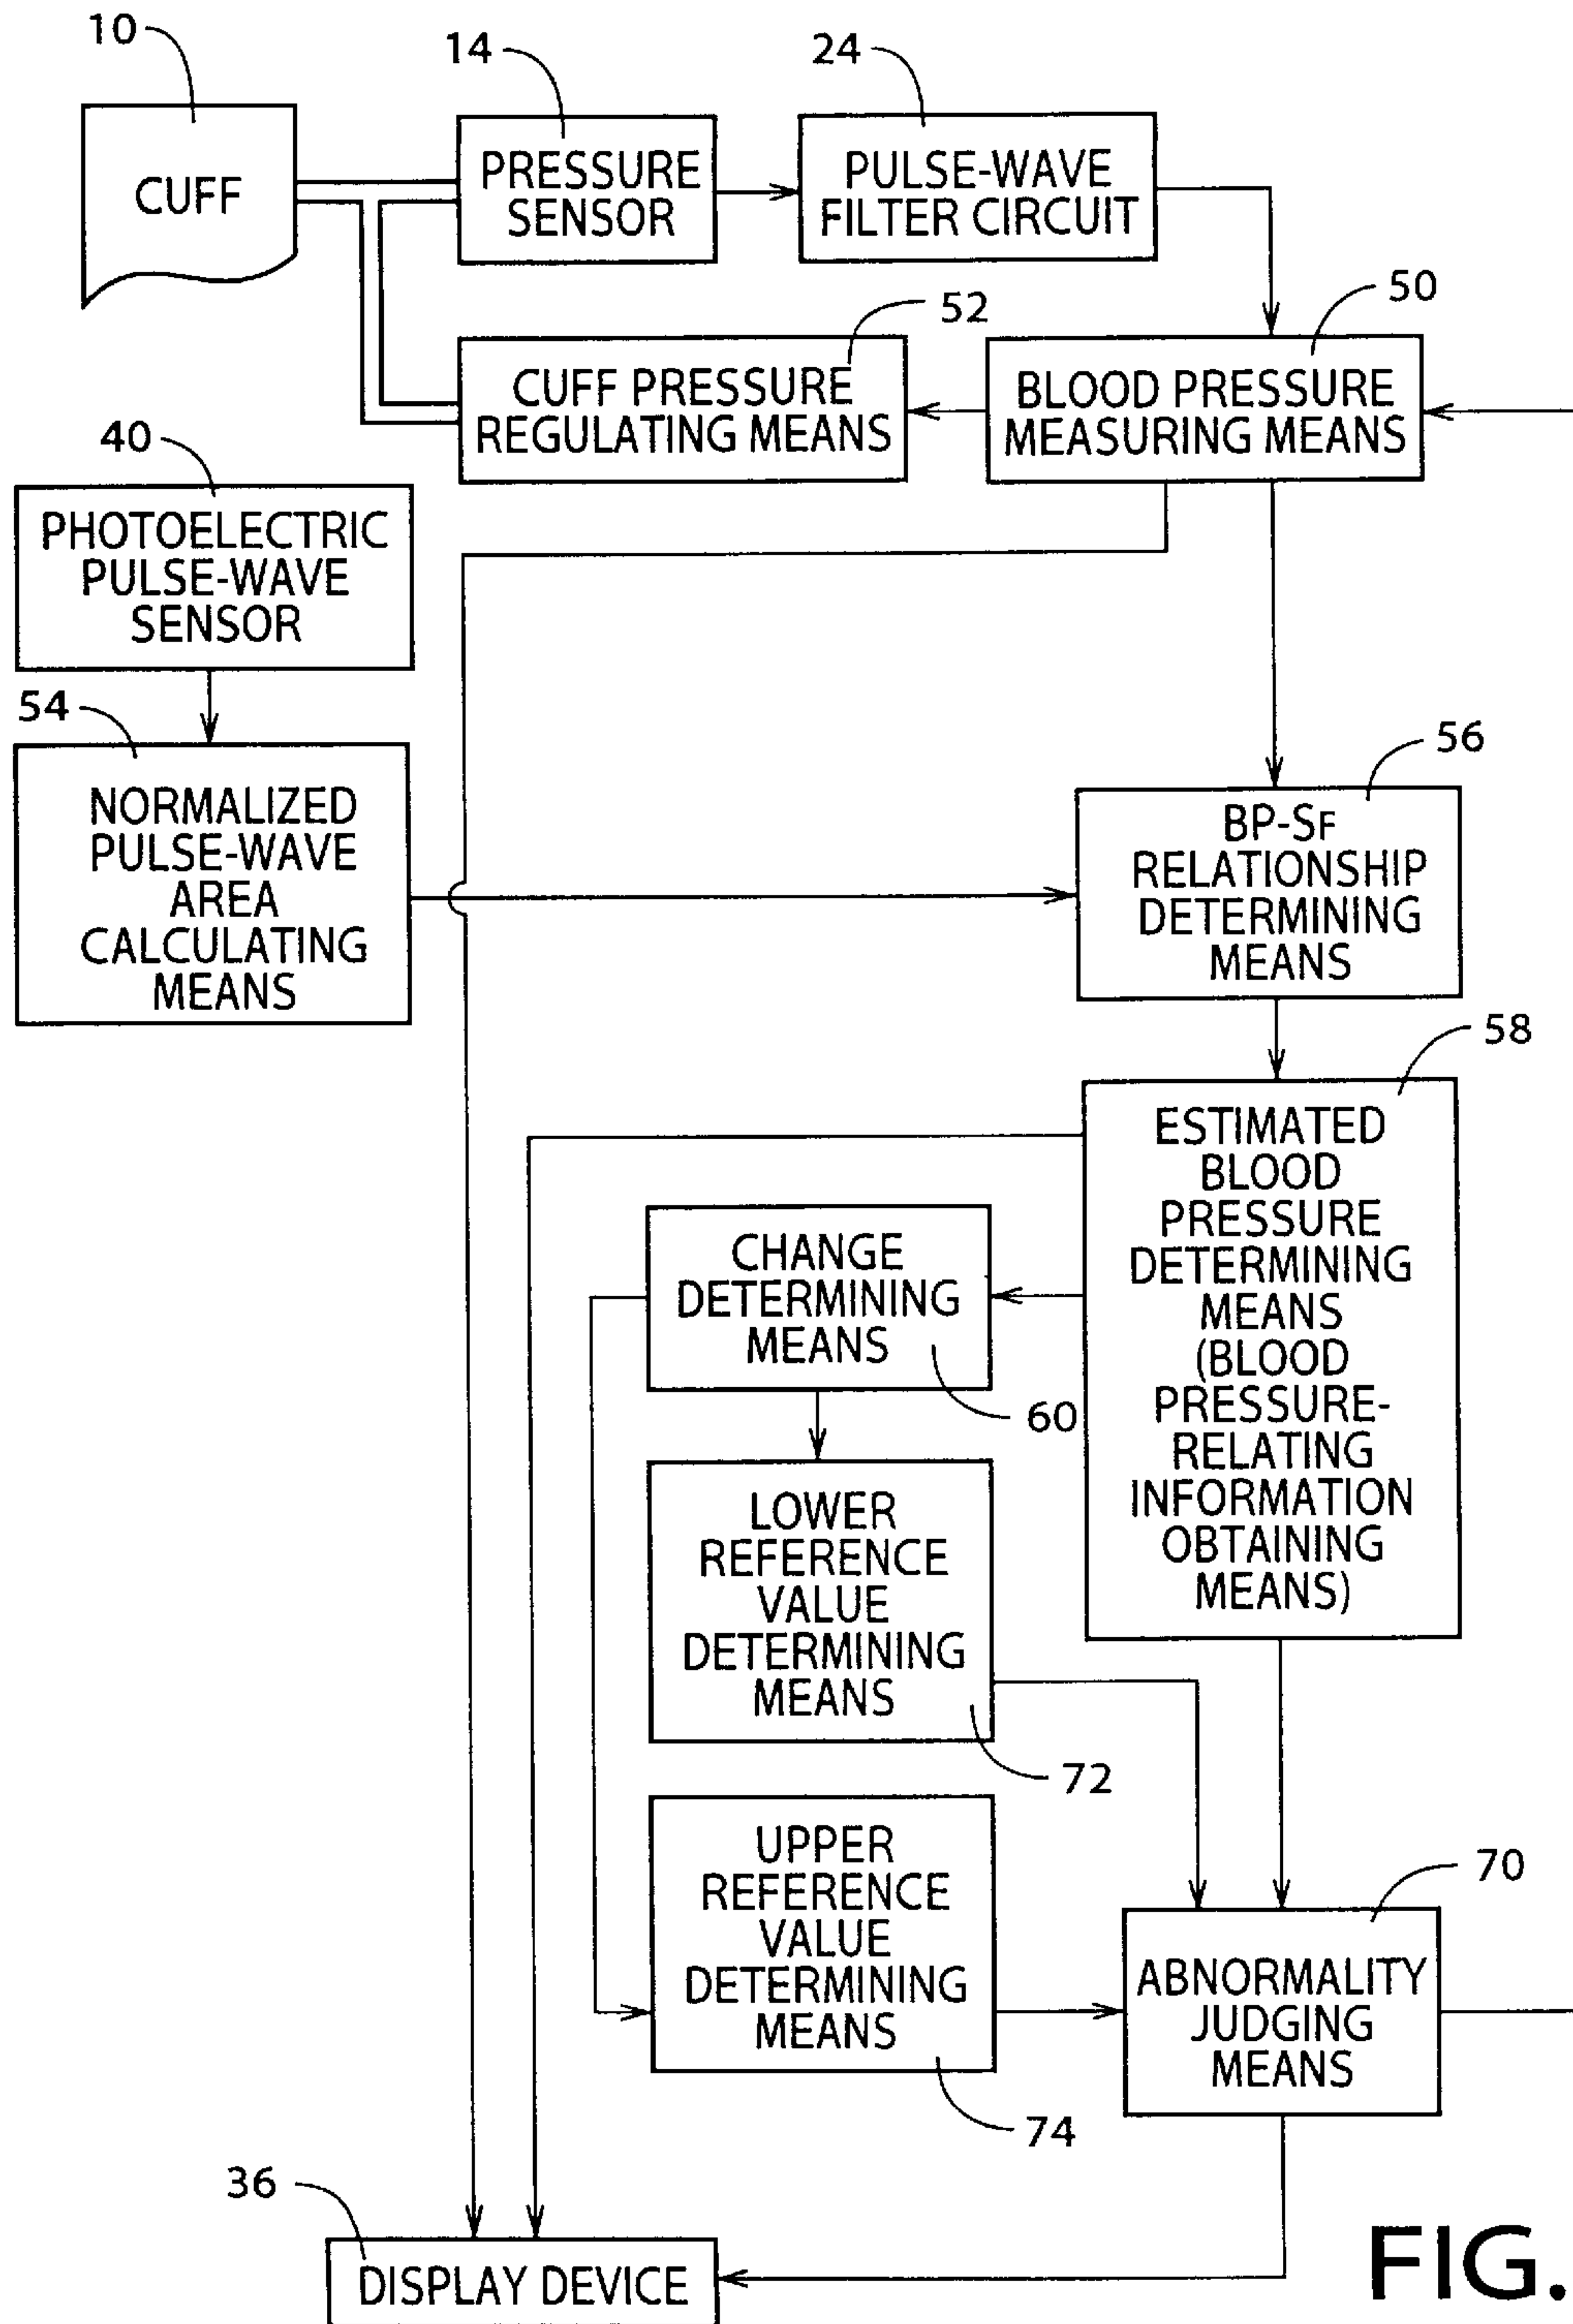 10
14
24
CUFF
PRESSURE
SENSOR
PULSE-WAVE
FILTER CIRCUIT
52
50
CUFF PRESSURE
REGULATING MEANS
BLOOD PRESSURE
MEASURING MEANS
40
PHOTOELECTRIC
PULSE-WAVE
SENSOR
54
NORMALIZED
PULSE-WAVE
AREA
CALCULATING
MEANS
56
BP-SF
RELATIONSHIP
DETERMINING
MEANS
58
ESTIMATED
BLOOD
PRESSURE
DETERMINING
MEANS
(BLOOD
PRESSURE-
RELATING
INFORMATION
OBTAINING
MEANS)
CHANGE
DETERMINING
MEANS
60
LOWER
REFERENCE
VALUE
DETERMINING
MEANS
72
UPPER
REFERENCE
VALUE
DETERMINING
MEANS
74
70
ABNORMALITY
JUDGING
MEANS
36
DISPLAY DEVICE
FIG.